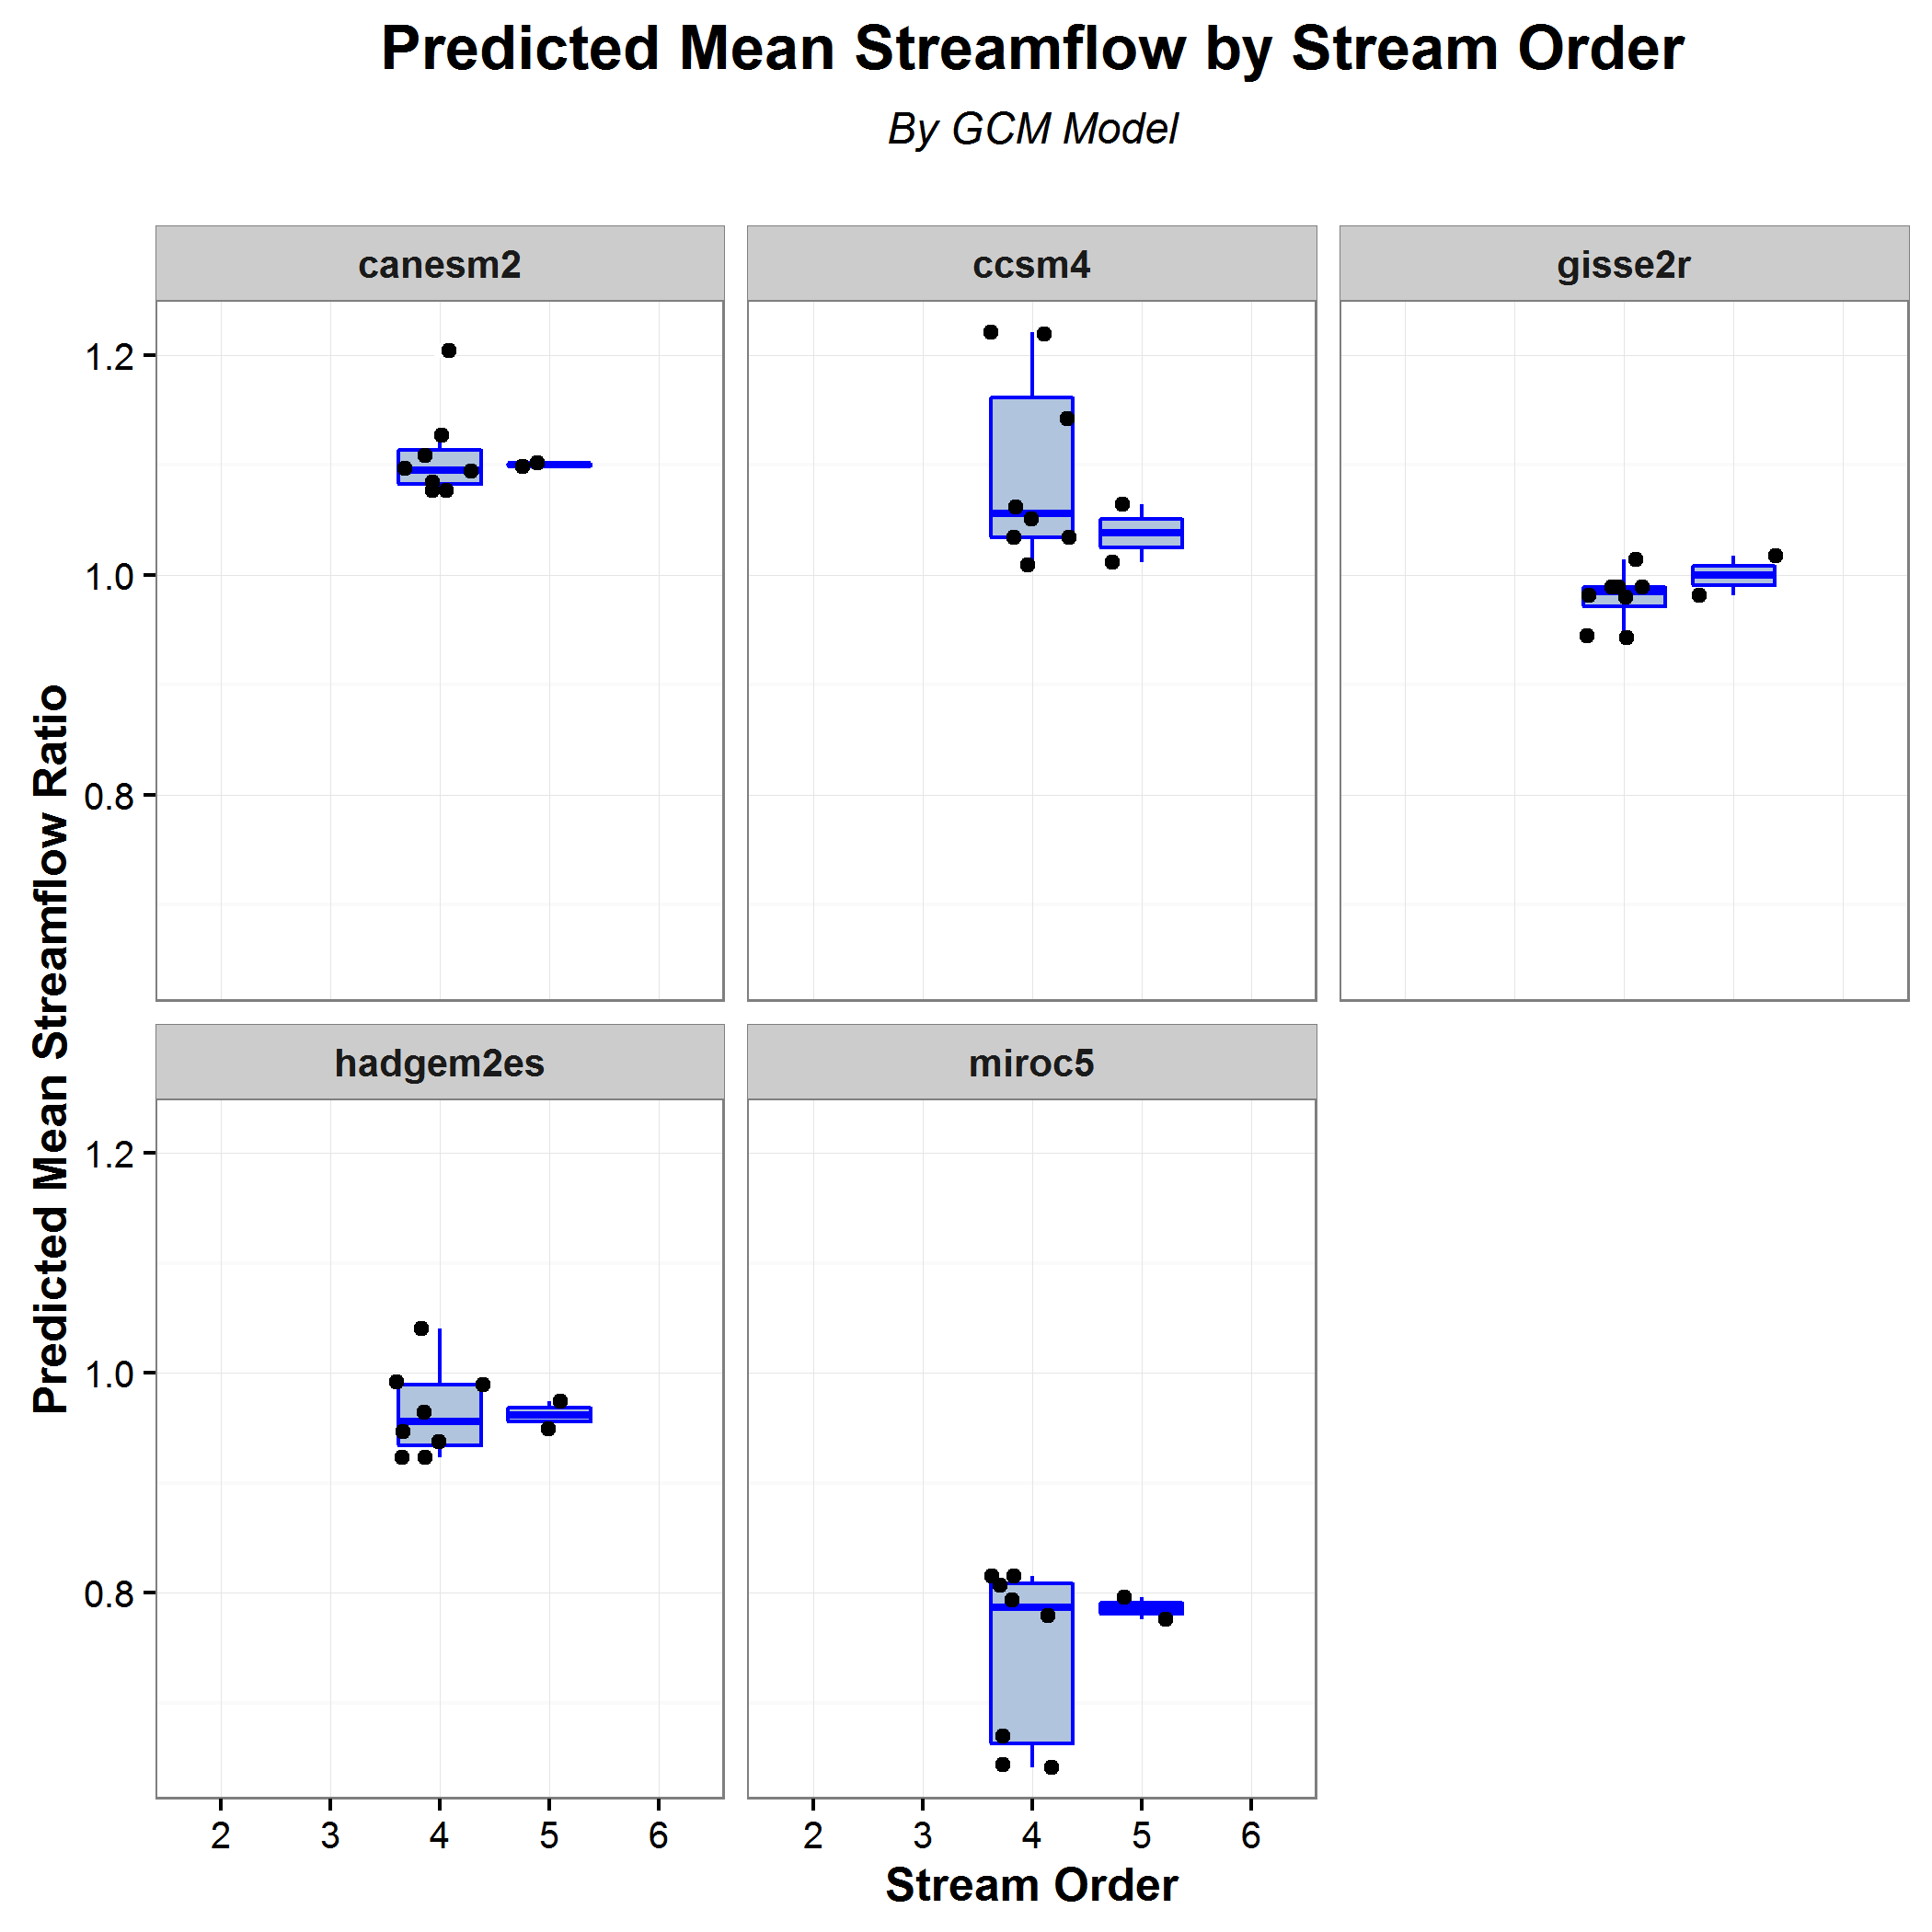 Predicted Mean Streamflow by Stream Order
By GCM Model
canesm2
ccsm4
gisse2r
1.2
1.0
0.8
Predicted Mean Streamflow Ratio
hadgem2es
miroc5
1.2
1.0
0.8
2 3 4 5 6
2 3 4 5 6
Stream Order